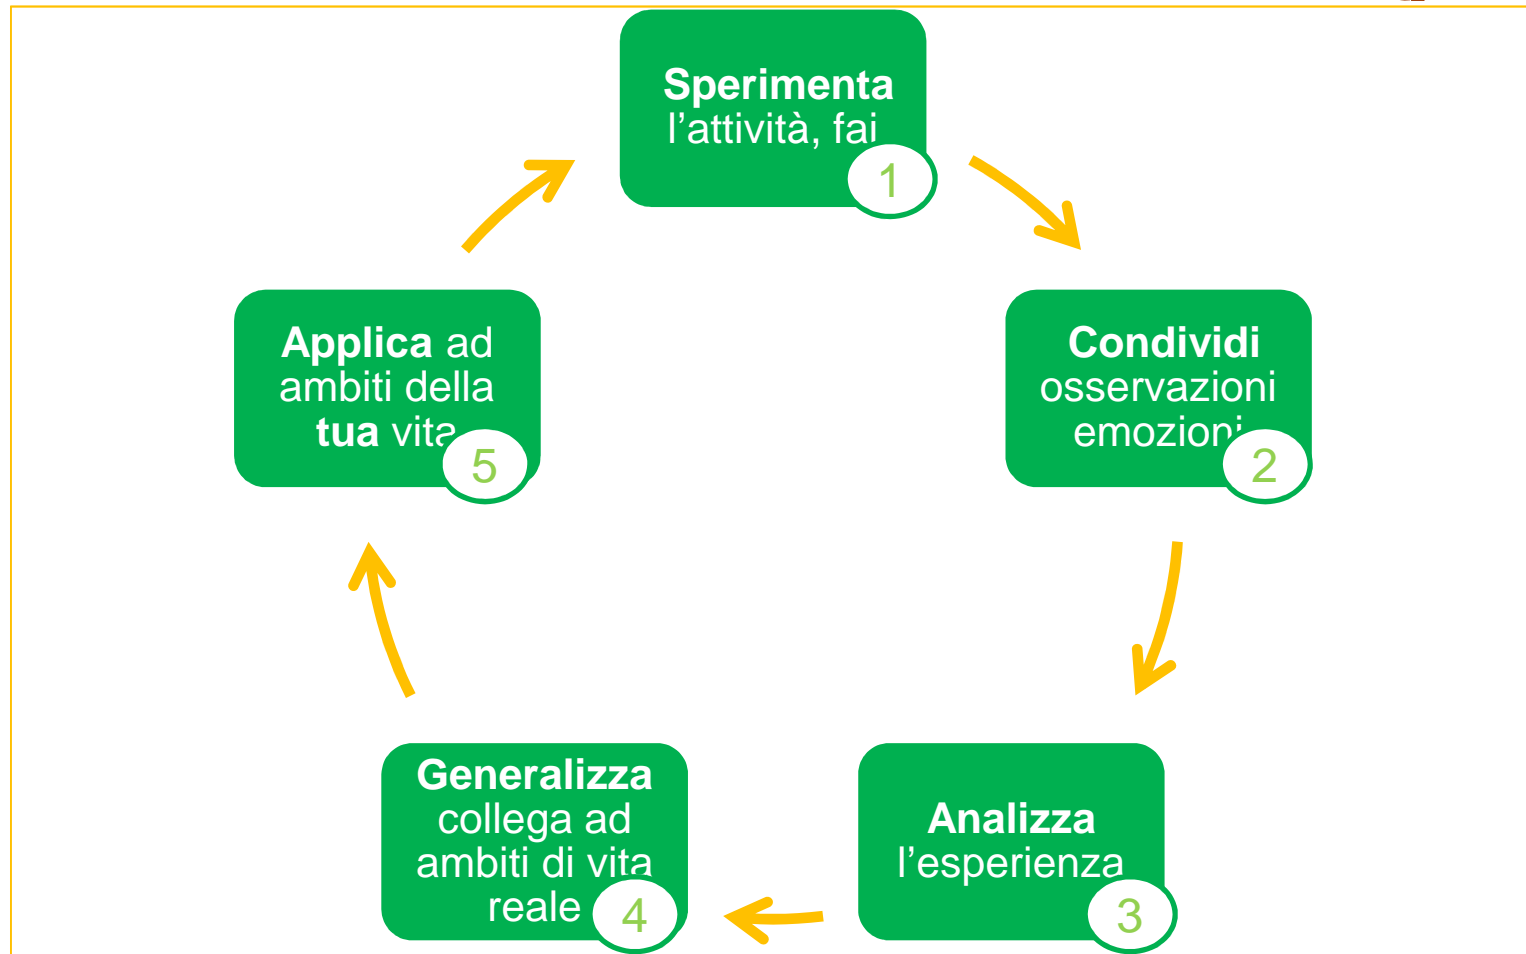 Sperimenta
l’attività, fai
1
Condividi
osservazioni
emozioni
2
Analizza
l’esperienza
3
Generalizza
collega ad
ambiti di vita
reale
4
Applica ad
ambiti della
tua vita
5